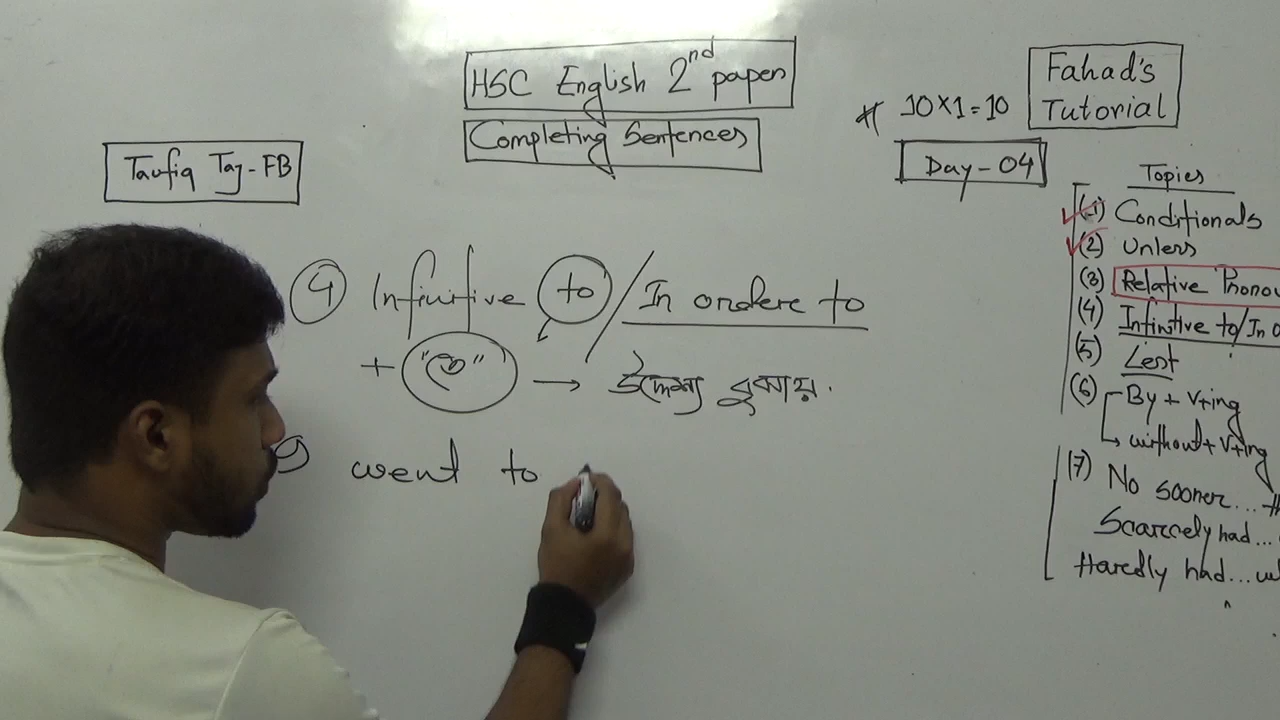 HSC English 2nd paper
Completing Sentences
Taufiq Taj-FB
# 10×1=10
Fahad's
Tutorial
Day-04
4 Infinitive to/In ordere to
+ "তে" → উদ্দেশ্য বুঝায়.
went to
Topics
(1) Conditionals
(2) Unless
(3) Relative Pronou
(4) Infinitive to/In o
(5) Lest
(6) By + V+ing
without + V+ing
(7) No sooner... th
Scarcely had...
Haredly had... w